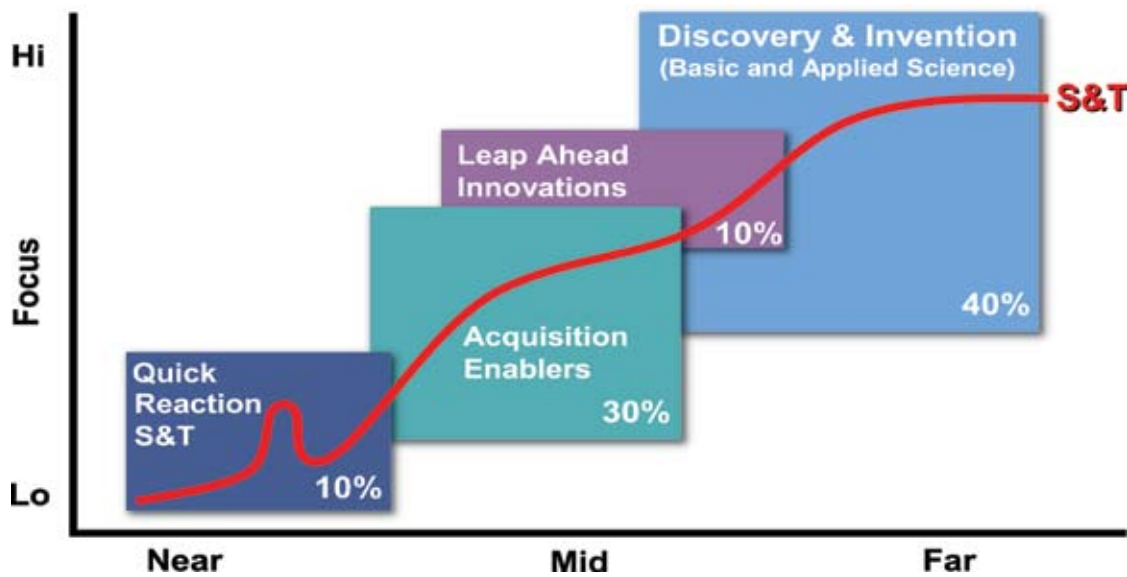 Hi
Discovery & Invention
(Basic and Applied Science)
S&T
Leap Ahead
Innovations
10%
40%
Focus
Acquisition
Enablers
30%
Quick
Reaction
S&T
10%
Lo
Near
Mid
Far